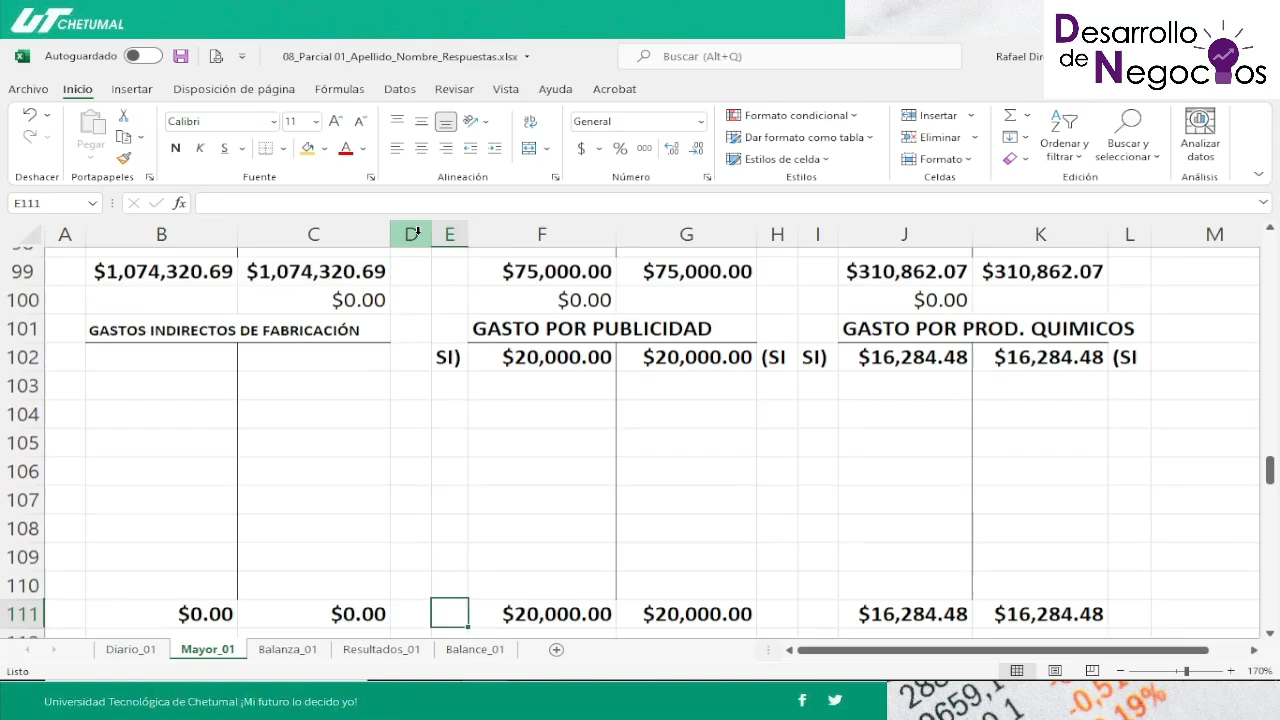 UT CHETUMAL
Desarrollo
de Negocios
Autoguardado
08_Parcial 01_Apellido_Nombre_Respuestas.xlsx
Buscar (Alt+Q)
Rafael Dir
Archivo Inicio Insertar Disposición de página Fórmulas Datos Revisar Vista Ayuda Acrobat
Pegar
Calibri 11
N K S
General
$ % 000
Formato condicional
Dar formato como tabla
Estilos de celda
Insertar
Eliminar
Formato
Ordenar y
filtrar
Buscar y
seleccionar
Analizar
datos
Deshacer Portapapeles Fuente Alineación Número Estilos Celdas Edición Análisis
E111 fx
A B C D E F G H I J K L M
99 $1,074,320.69 $1,074,320.69 $75,000.00 $75,000.00 $310,862.07 $310,862.07
100 $0.00 $0.00 $0.00
101 GASTOS INDIRECTOS DE FABRICACIÓN GASTO POR PUBLICIDAD GASTO POR PROD. QUIMICOS
102 SI) $20,000.00 $20,000.00 (SI SI) $16,284.48 $16,284.48 (SI
103
104
105
106
107
108
109
110
111 $0.00 $0.00 $20,000.00 $20,000.00 $16,284.48 $16,284.48
Diario_01 Mayor_01 Balanza_01 Resultados_01 Balance_01
Listo
170%
Universidad Tecnológica de Chetumal ¡Mi futuro lo decido yo!